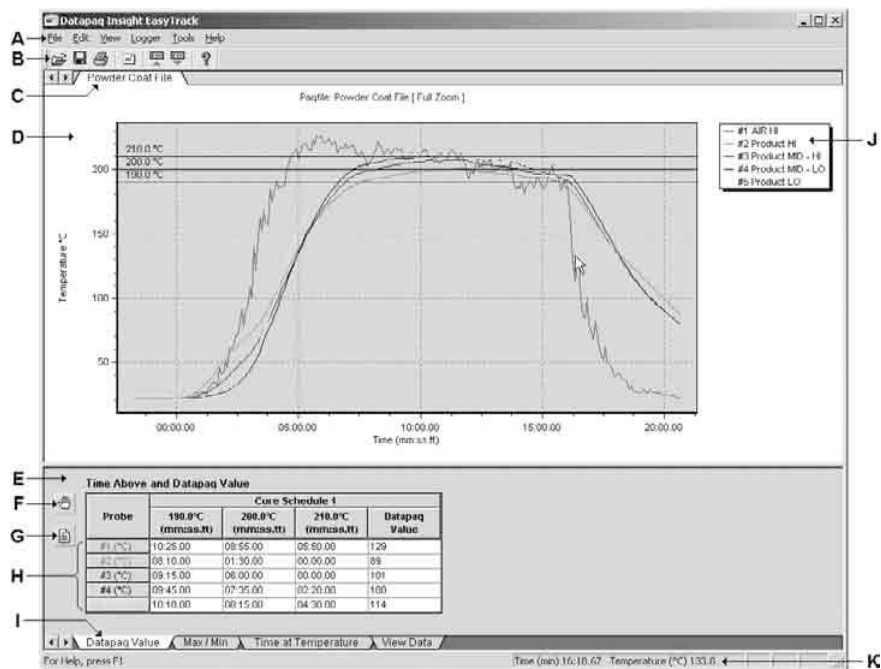 Datapaq Insight EasyTrack
A
File Edit View Logger Tools Help
B
C
Powder Coat File
Paqfile: Powder Coat File [ Full Zoom ]
D
J
#1 AIR HI
#2 Product HI
#3 Product MID - HI
#4 Product MID - LO
#5 Product LO
210.0 °C
200.0 °C
190.0 °C
200
150
100
50
Temperature °C
00:00.00 05:00.00 10:00.00 15:00.00 20:00.00
Time (mm:ss.tt)
E
Time Above and Datapaq Value
F
G
H
Cure Schedule 1
Probe 190.0°C (mm:ss.tt) 200.0°C (mm:ss.tt) 210.0°C (mm:ss.tt) Datapaq Value
#1 (°C) 10:25.00 08:55.00 05:50.00 129
#2 (°C) 08:10.00 01:30.00 00:00.00 89
#3 (°C) 09:15.00 06:00.00 00:00.00 101
#4 (°C) 09:45.00 07:35.00 02:20.00
10:10.00 08:15.00 04:30.00 114
I
Datapaq Value Max / Min Time at Temperature View Data
For Help, press F1
Time (min) 16:18.67 Temperature (°C) 133.8
K